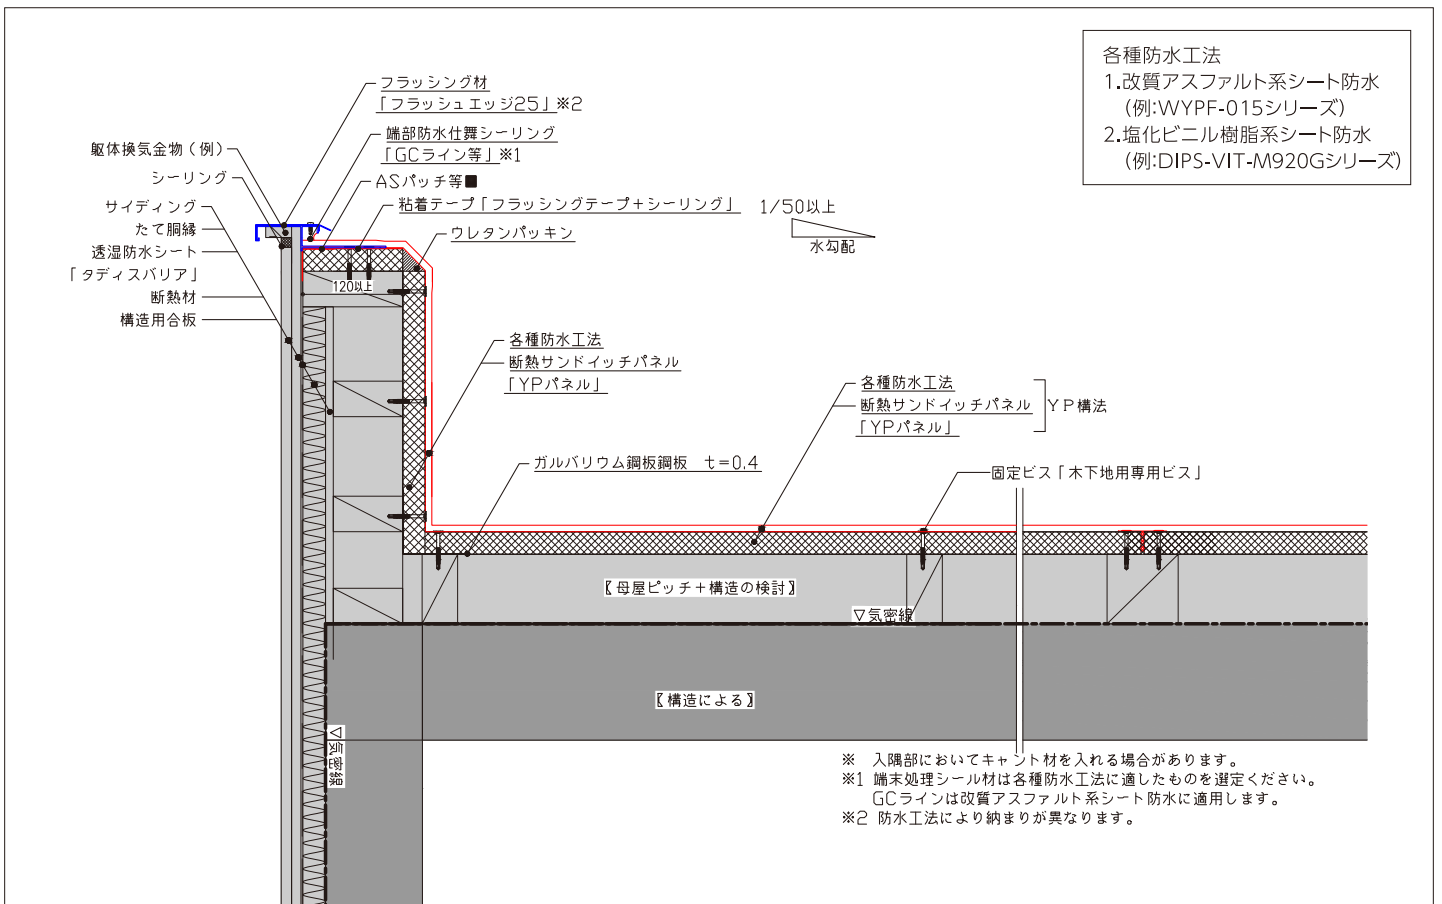 各種防水工法
1.改質アスファルト系シート防水
(例:WYPF-015シリーズ)
2.塩化ビニル樹脂系シート防水
(例:DIPS-VIT-M920Gシリーズ)
フラッシング材
「フラッシュエッジ25」※2
端部防水仕舞シーリング
「GCライン等」※1
ASパッチ等■
粘着テープ「フラッシングテープ+シーリング」
ウレタンパッキン
1/50以上
水勾配
躯体換気金物(例)
シーリング
サイディング
たて胴縁
透湿防水シート
「タディスバリア」
断熱材
構造用合板
120以上
各種防水工法
断熱サンドイッチパネル
「YPパネル」
各種防水工法
断熱サンドイッチパネル
「YPパネル」
YP構法
ガルバリウム鋼板鋼板 t=0.4
固定ビス「木下地用専用ビス」
〖母屋ピッチ+構造の検討〗
▽気密線
〖構造による〗
▽気密線
※ 入隅部においてキャント材を入れる場合があります。
※1 端末処理シール材は各種防水工法に適したものを選定ください。
GCラインは改質アスファルト系シート防水に適用します。
※2 防水工法により納まりが異なります。